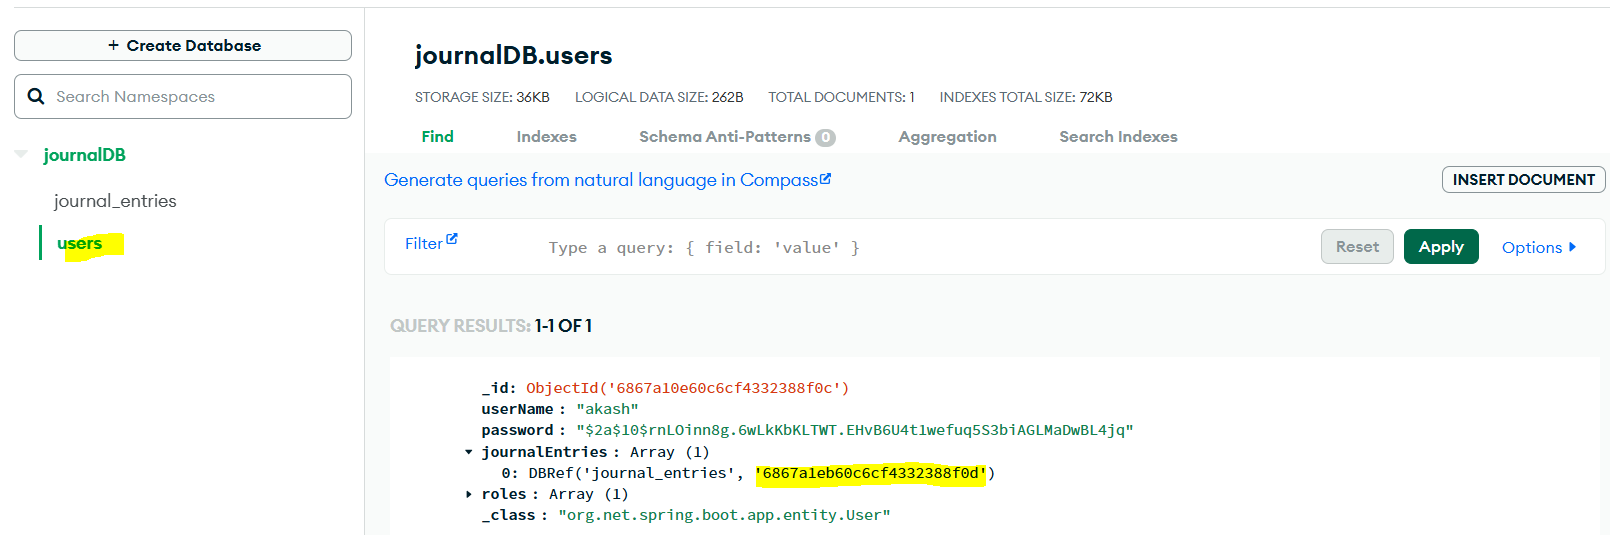 + Create Database
Search Namespaces
journalDB
journal_entries
users
journalDB.users
STORAGE SIZE: 36KB LOGICAL DATA SIZE: 262B TOTAL DOCUMENTS: 1 INDEXES TOTAL SIZE: 72KB
Find Indexes Schema Anti-Patterns 0 Aggregation Search Indexes
Generate queries from natural language in Compass
INSERT DOCUMENT
Filter Type a query: { field: 'value' } Reset Apply Options
QUERY RESULTS: 1-1 OF 1
_id: ObjectId('6867a10e60c6cf4332388f0c')
userName : "akash"
password : "$2a$10$rnLOinn8g.6wLkKbKLTWT.EHvB6U4t1wefuq5S3biAGLMaDwBL4jq"
journalEntries : Array (1)
0: DBRef('journal_entries', '6867a1eb60c6cf4332388f0d')
roles : Array (1)
_class : "org.net.spring.boot.app.entity.User"